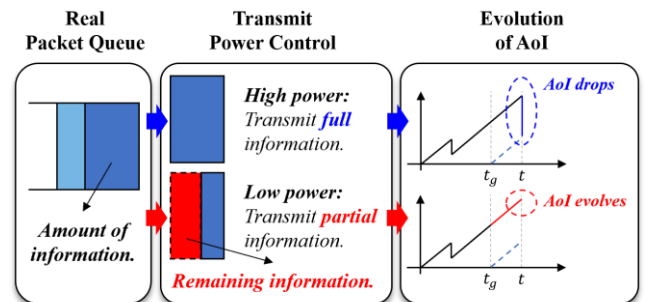 Real
Packet Queue
Amount of
information.
Transmit
Power Control
High power:
Transmit full
information.
Low power:
Transmit partial
information.
Remaining information.
Evolution
of AoI
AoI drops
t_g
t
AoI evolves
t_g
t